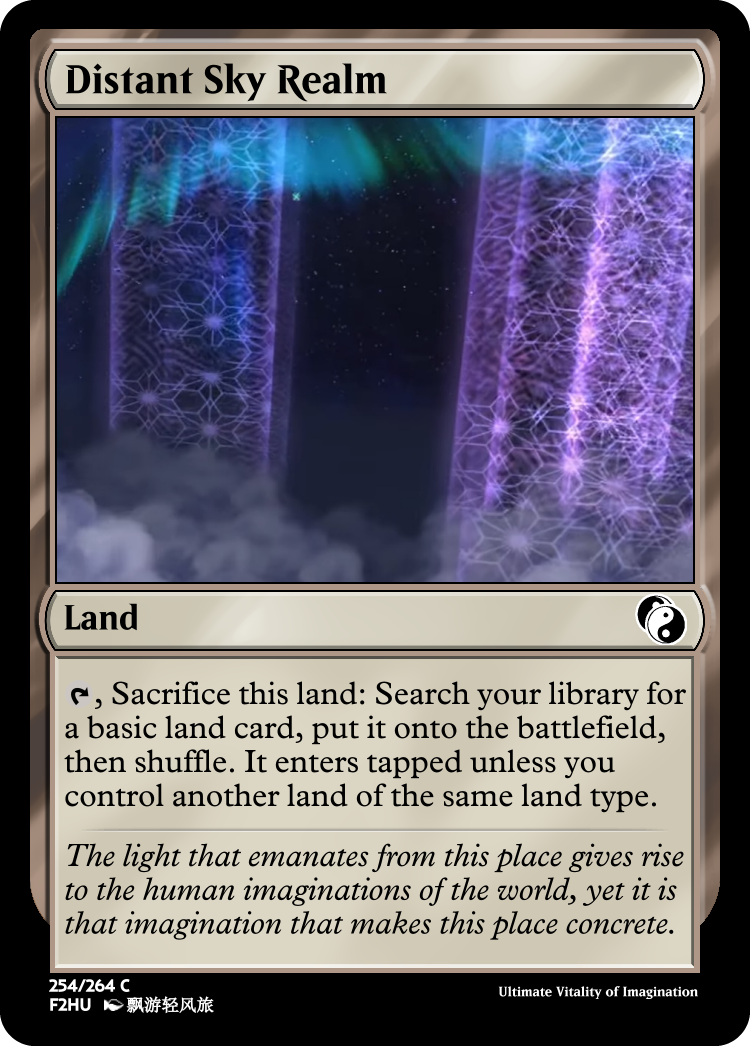 Distant Sky Realm
Land
, Sacrifice this land: Search your library for
a basic land card, put it onto the battlefield,
then shuffle. It enters tapped unless you
control another land of the same land type.
The light that emanates from this place gives rise
to the human imaginations of the world, yet it is
that imagination that makes this place concrete.
254/264 C
F2HU 飘游轻风旅
Ultimate Vitality of Imagination